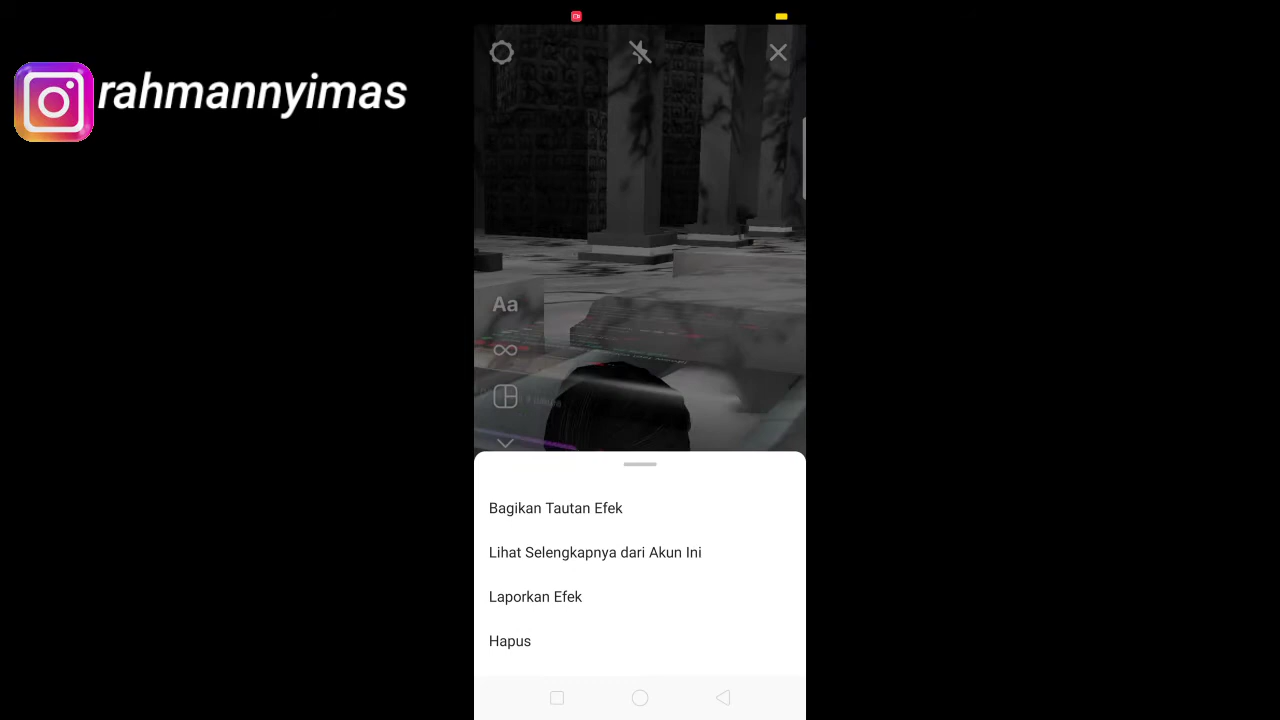 rahmannyimas
Aa
Bagikan Tautan Efek
Lihat Selengkapnya dari Akun Ini
Laporkan Efek
Hapus